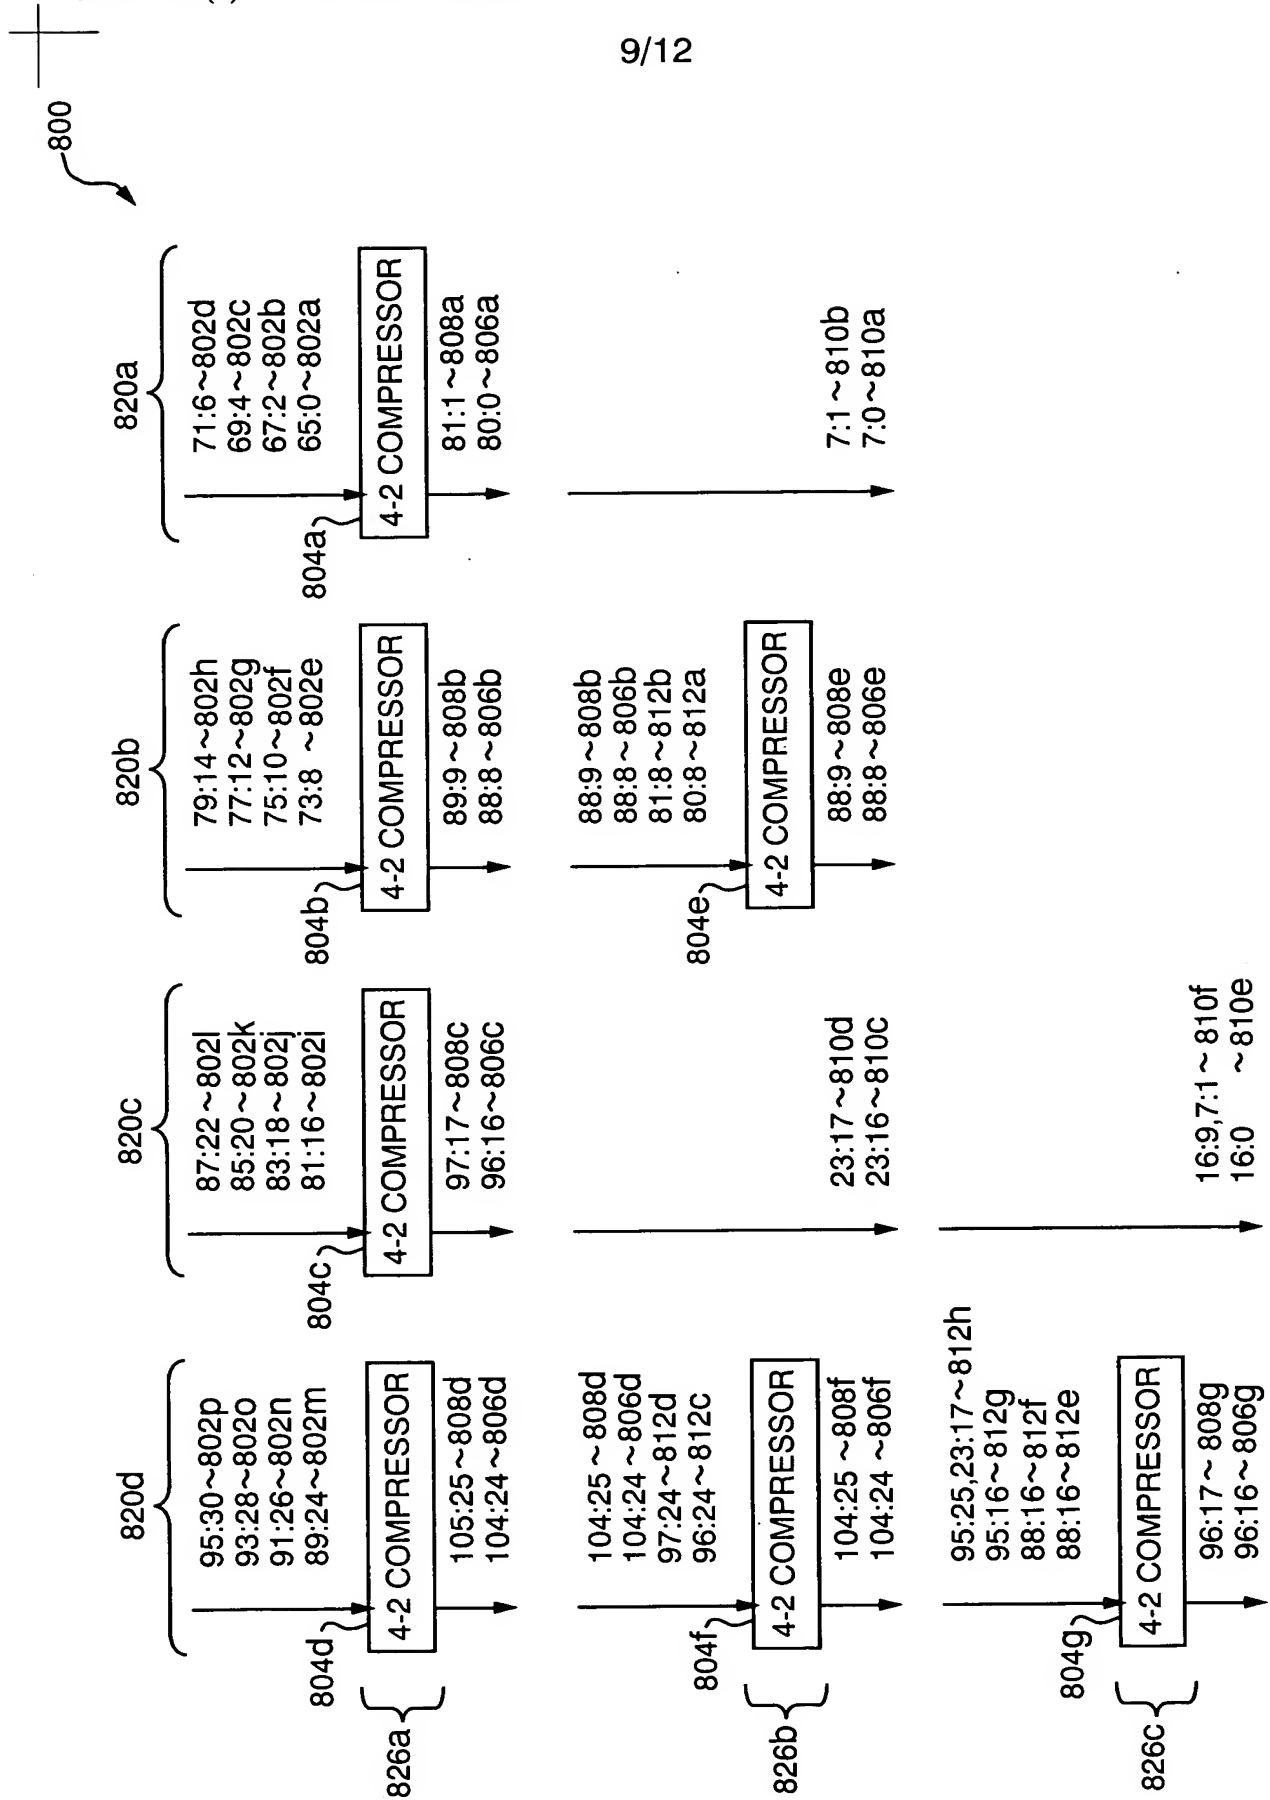 9/12
800
820d
820c
820b
820a
95:30~802p
93:28~802o
91:26~802n
89:24~802m
87:22~802l
85:20~802k
83:18~802j
81:16~802i
79:14~802h
77:12~802g
75:10~802f
73:8 ~802e
71:6~802d
69:4~802c
67:2~802b
65:0~802a
804d
4-2 COMPRESSOR
804c
4-2 COMPRESSOR
804b
4-2 COMPRESSOR
804a
4-2 COMPRESSOR
826a
105:25~808d
104:24~806d
97:17~808c
96:16~806c
89:9~808b
88:8~806b
81:1~808a
80:0~806a
104:25~808d
104:24~806d
97:24~812d
96:24~812c
88:9~808b
88:8~806b
81:8~812b
80:8~812a
804f
4-2 COMPRESSOR
804e
4-2 COMPRESSOR
826b
104:25~808f
104:24~806f
23:17~810d
23:16~810c
88:9~808e
88:8~806e
7:1~810b
7:0~810a
95:25,23:17~812h
95:16~812g
88:16~812f
88:16~812e
804g
4-2 COMPRESSOR
826c
96:17~808g
96:16~806g
16:9,7:1~810f
16:0 ~810e